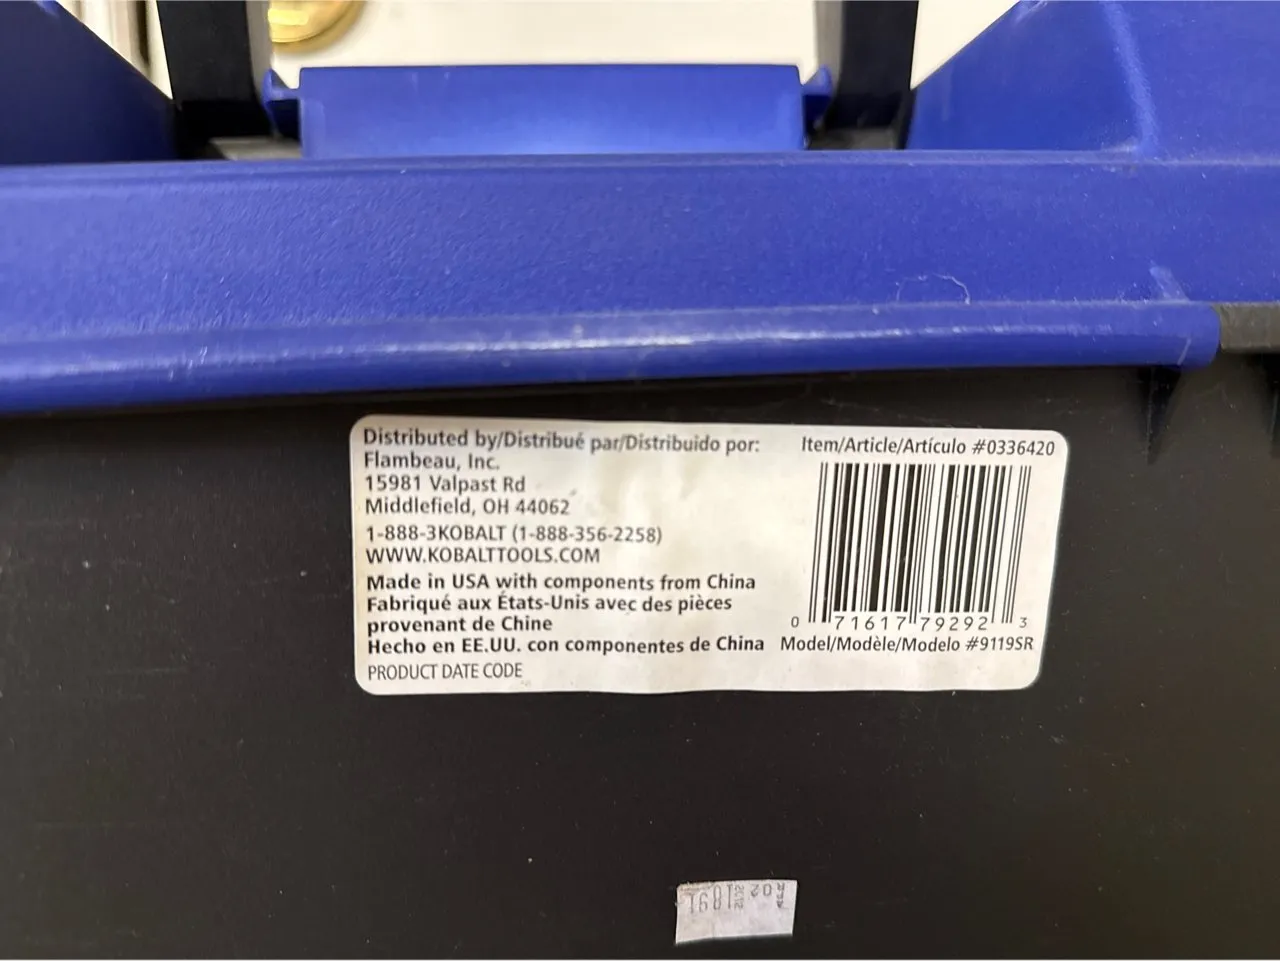 Distributed by/Distribué par/Distribuido por:
Flambeau, Inc.
15981 Valpast Rd
Middlefield, OH 44062
1-888-3KOBALT (1-888-356-2258)
WWW.KOBALTTOOLS.COM
Made in USA with components from China
Fabriqué aux États-Unis avec des pièces
provenant de Chine
Hecho en EE.UU. con componentes de China
PRODUCT DATE CODE
Item/Article/Artículo #0336420
0 71617 79292 3
Model/Modèle/Modelo #9119SR